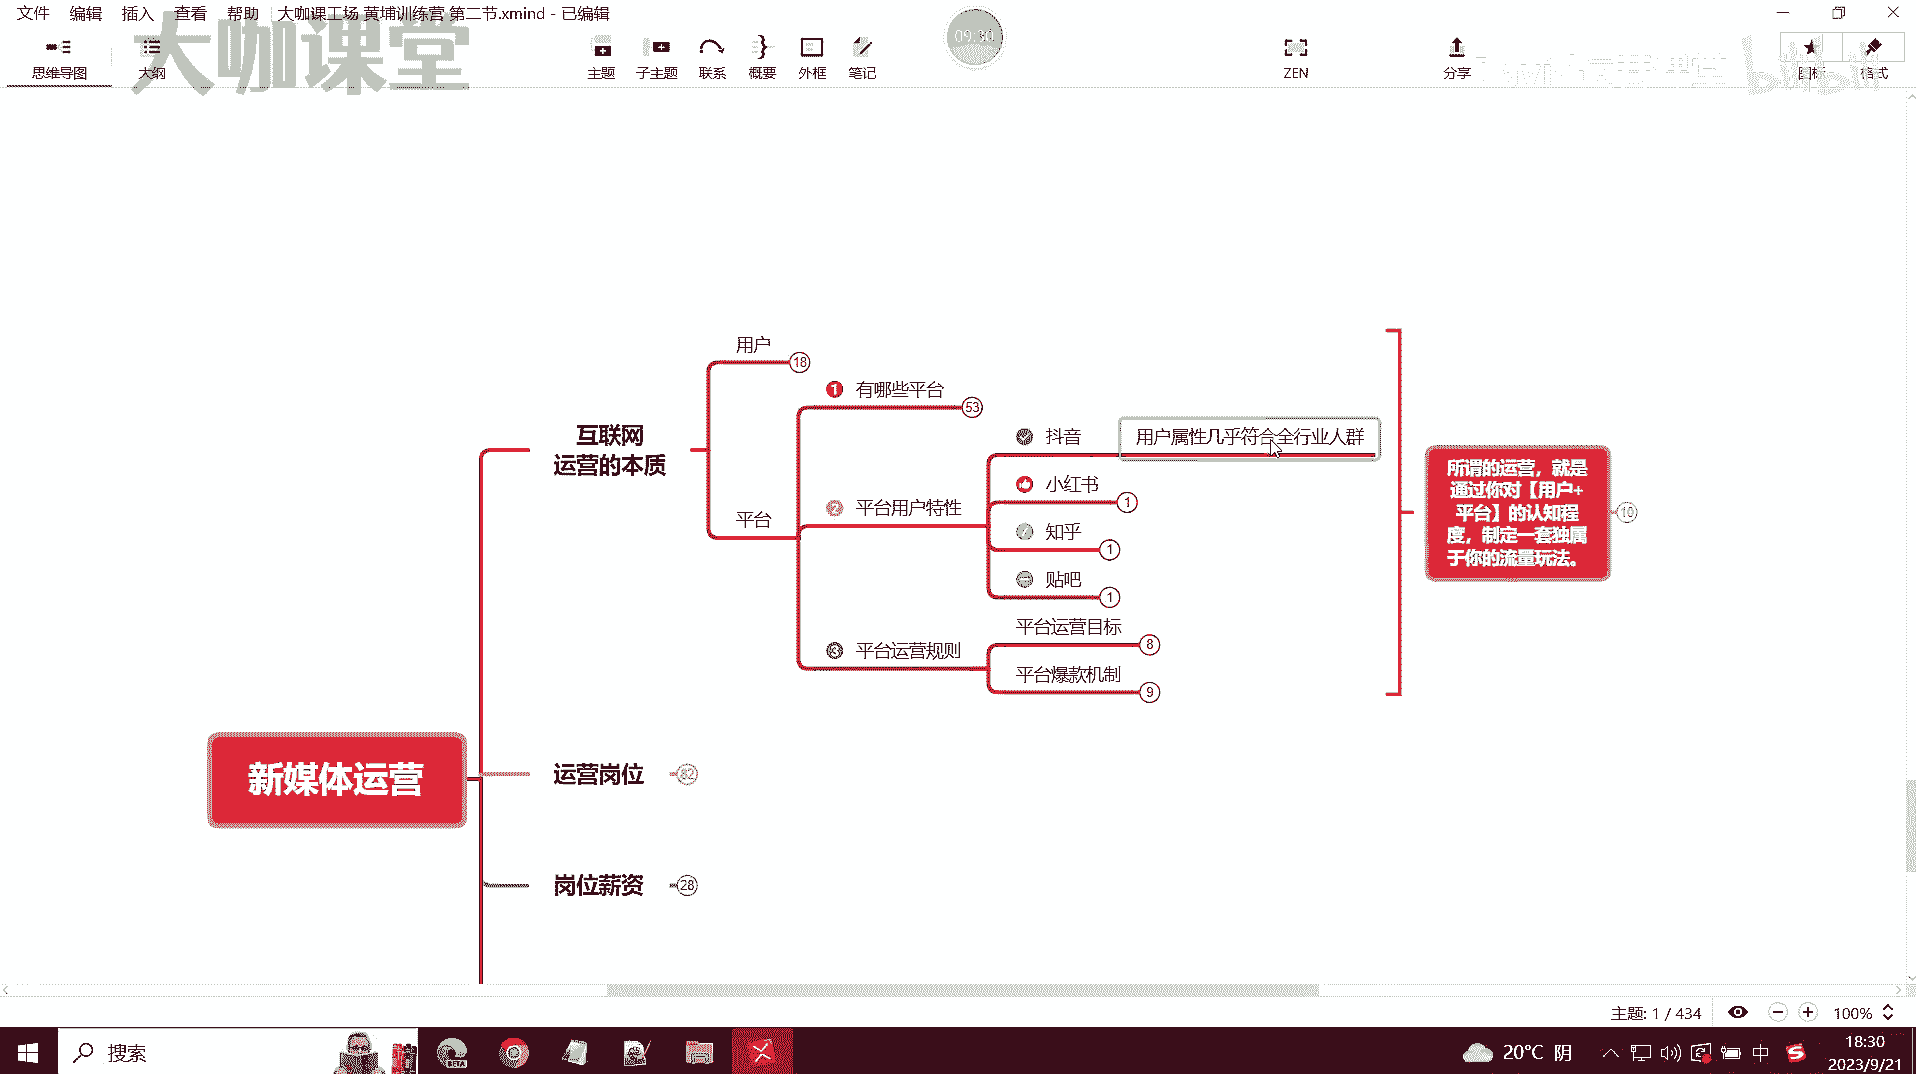 文件 编辑 插入 查看 帮助 大咖课工场 黄埔训练营 第二节.xmind - 已编辑
大咖课堂
09:30
思维导图 大纲 主题 子主题 联系 概要 外框 笔记 ZEN 分享 图标 格式
bilibili
用户 18
有哪些平台 53
1
互联网
运营的本质
抖音 用户属性几乎符合全行业人群
小红书 1
2 平台用户特性
平台
知乎 1
贴吧 1
平台运营目标 8
3 平台运营规则
平台爆款机制 9
所谓的运营，就是
通过你对【用户+
平台】的认知程
度，制定一套独属
于你的流量玩法。
10
新媒体运营
运营岗位 82
岗位薪资 28
主题: 1 / 434 100%
搜索
BETA
20°C 阴
中
18:30
2023/9/21